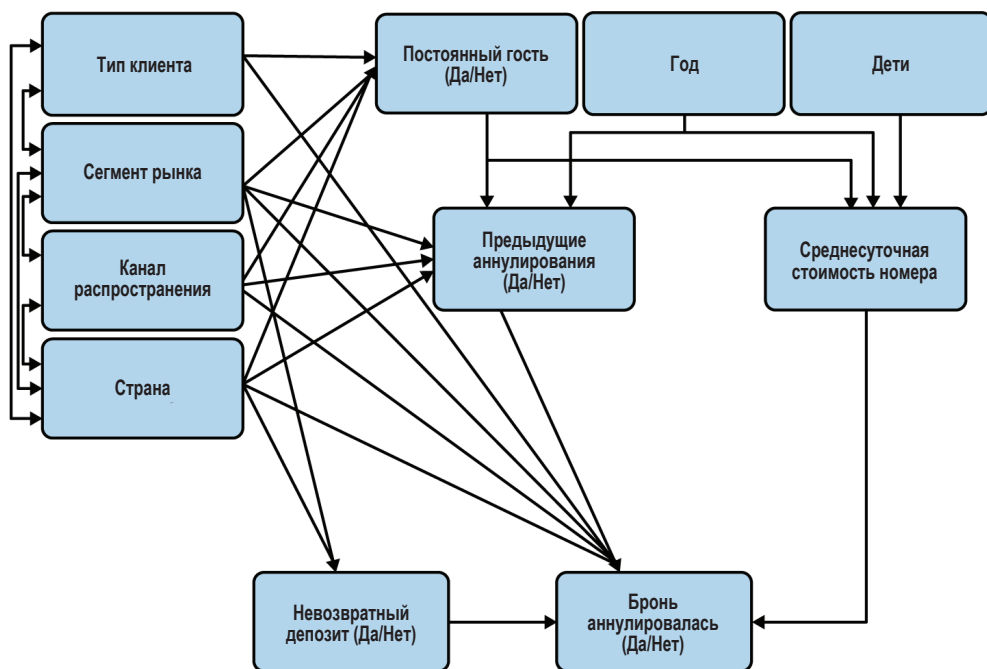 Тип клиента
Постоянный гость
(Да/Нет)
Год
Дети
Сегмент рынка
Канал
распространения
Предыдущие
аннулирования
(Да/Нет)
Среднесуточная
стоимость номера
Страна
Невозвратный
депозит (Да/Нет)
Бронь
аннулировалась
(Да/Нет)